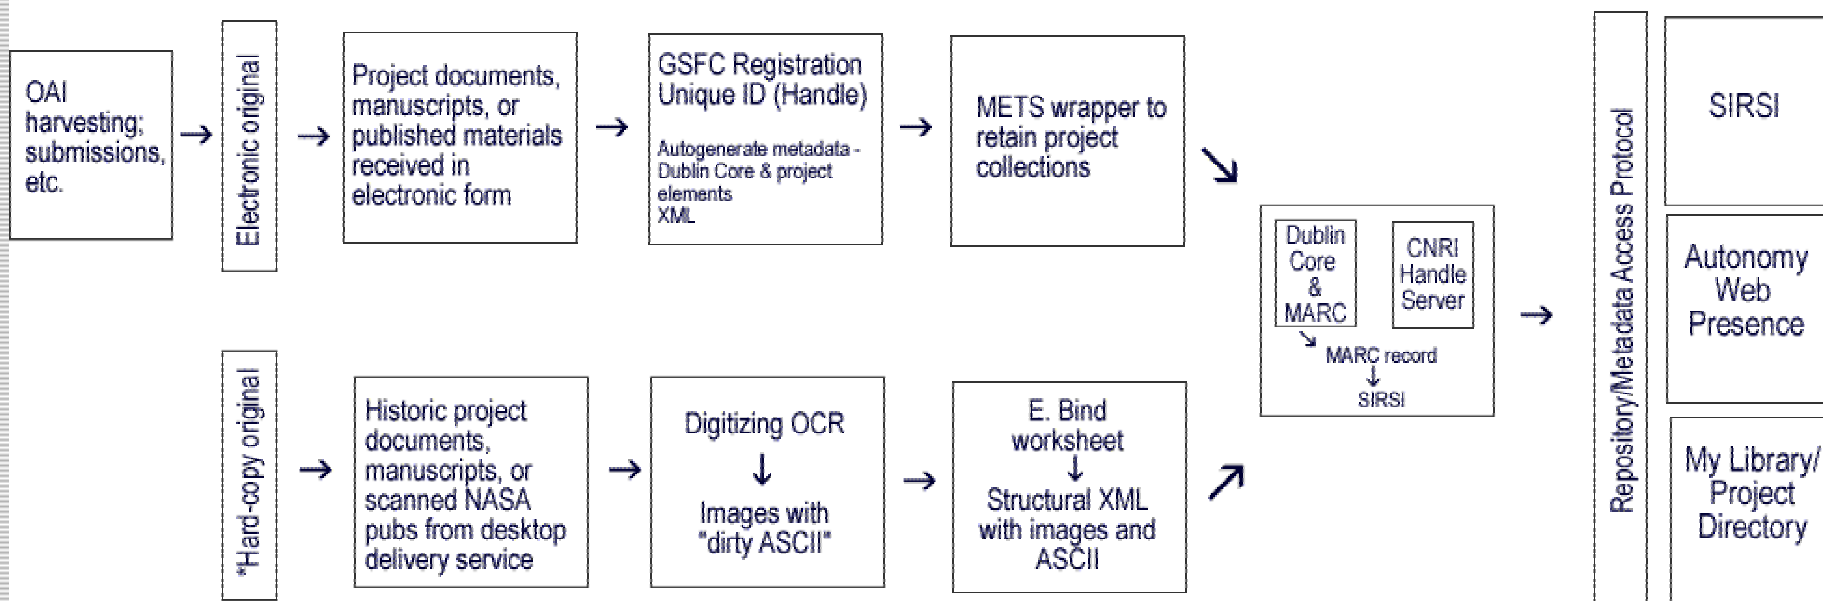 OAI
harvesting;
submissions,
etc.
Electronic original
Project documents,
manuscripts, or
published materials
received in
electronic form
GSFC Registration
Unique ID (Handle)
Autogenerate metadata -
Dublin Core & project
elements
XML
METS wrapper to
retain project
collections
*Hard-copy original
Historic project
documents,
manuscripts, or
scanned NASA
pubs from desktop
delivery service
Digitizing OCR
Images with
"dirty ASCII"
E. Bind
worksheet
Structural XML
with images and
ASCII
Dublin
Core
&
MARC
CNRI
Handle
Server
MARC record
SIRSI
Repository/Metadata Access Protocol
SIRSI
Autonomy
Web
Presence
My Library/
Project
Directory